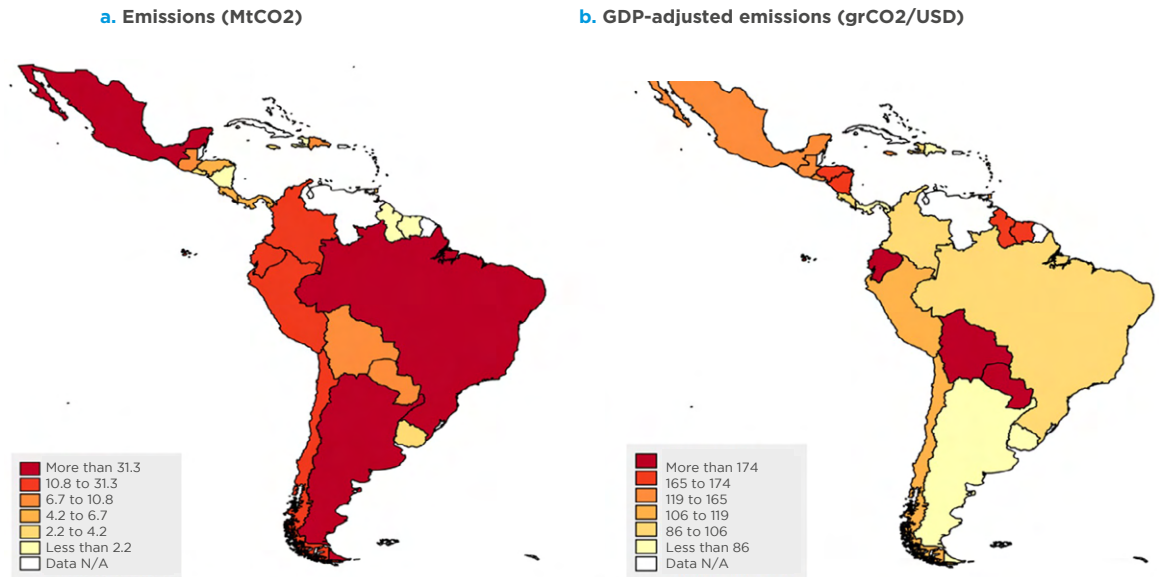 a. Emissions (MtCO2)
More than 31.3
10.8 to 31.3
6.7 to 10.8
4.2 to 6.7
2.2 to 4.2
Less than 2.2
Data N/A
b. GDP-adjusted emissions (grCO2/USD)
More than 174
165 to 174
119 to 165
106 to 119
86 to 106
Less than 86
Data N/A